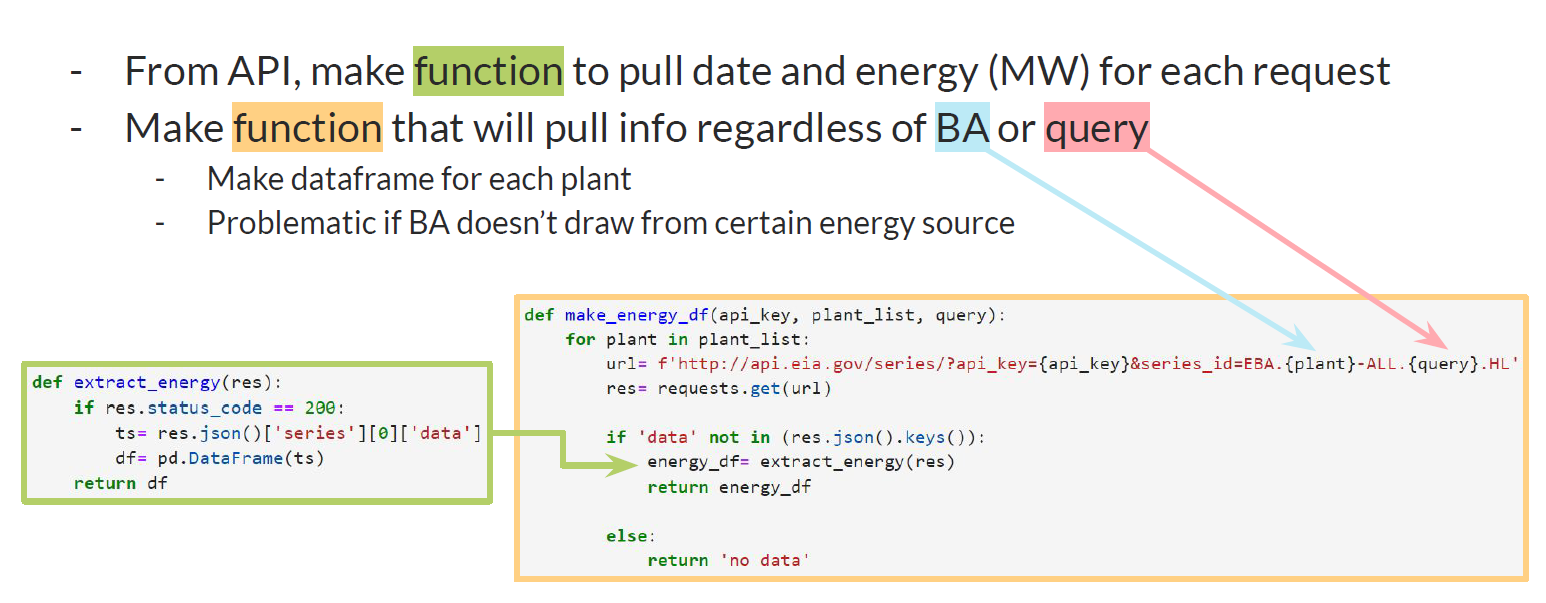 - From API, make function to pull date and energy (MW) for each request
- Make function that will pull info regardless of BA or query
- Make dataframe for each plant
- Problematic if BA doesn’t draw from certain energy source
def extract_energy(res):
    if res.status_code == 200:
        ts= res.json()['series'][0]['data']
        df= pd.DataFrame(ts)
    return df
def make_energy_df(api_key, plant_list, query):
    for plant in plant_list:
        url= f'http://api.eia.gov/series/?api_key={api_key}&series_id=EBA.{plant}-ALL.{query}.HL'
        res= requests.get(url)
        if 'data' not in (res.json().keys()):
            energy_df= extract_energy(res)
            return energy_df
        else:
            return 'no data'